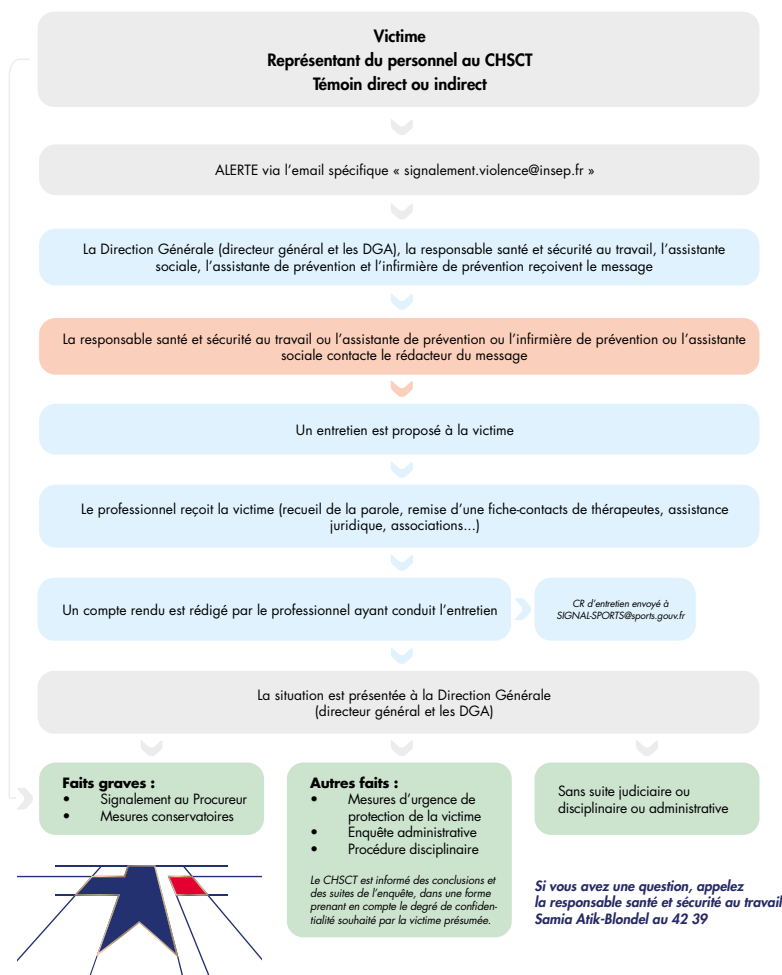 Victime
Représentant du personnel au CHSCT
Témoin direct ou indirect
ALERTE via l'email spécifique « signalement.violence@insep.fr »
La Direction Générale (directeur général et les DGA), la responsable santé et sécurité au travail, l'assistante
sociale, l'assistante de prévention et l'infirmière de prévention reçoivent le message
La responsable santé et sécurité au travail ou l'assistante de prévention ou l'infirmière de prévention ou l'assistante
sociale contacte le rédacteur du message
Un entretien est proposé à la victime
Le professionnel reçoit la victime (recueil de la parole, remise d'une fiche-contacts de thérapeutes, assistance
juridique, associations...)
Un compte rendu est rédigé par le professionnel ayant conduit l'entretien
CR d'entretien envoyé à
SIGNAL-SPORTS@sports.gouv.fr
La situation est présentée à la Direction Générale
(directeur général et les DGA)
Faits graves :
• Signalement au Procureur
• Mesures conservatoires
Autres faits :
• Mesures d'urgence de
protection de la victime
• Enquête administrative
• Procédure disciplinaire
Le CHSCT est informé des conclusions et
des suites de l'enquête, dans une forme
prenant en compte le degré de confiden-
tialité souhaité par la victime présumée.
Sans suite judiciaire ou
disciplinaire ou administrative
Si vous avez une question, appelez
la responsable santé et sécurité au travail
Samia Atik-Blondel au 42 39